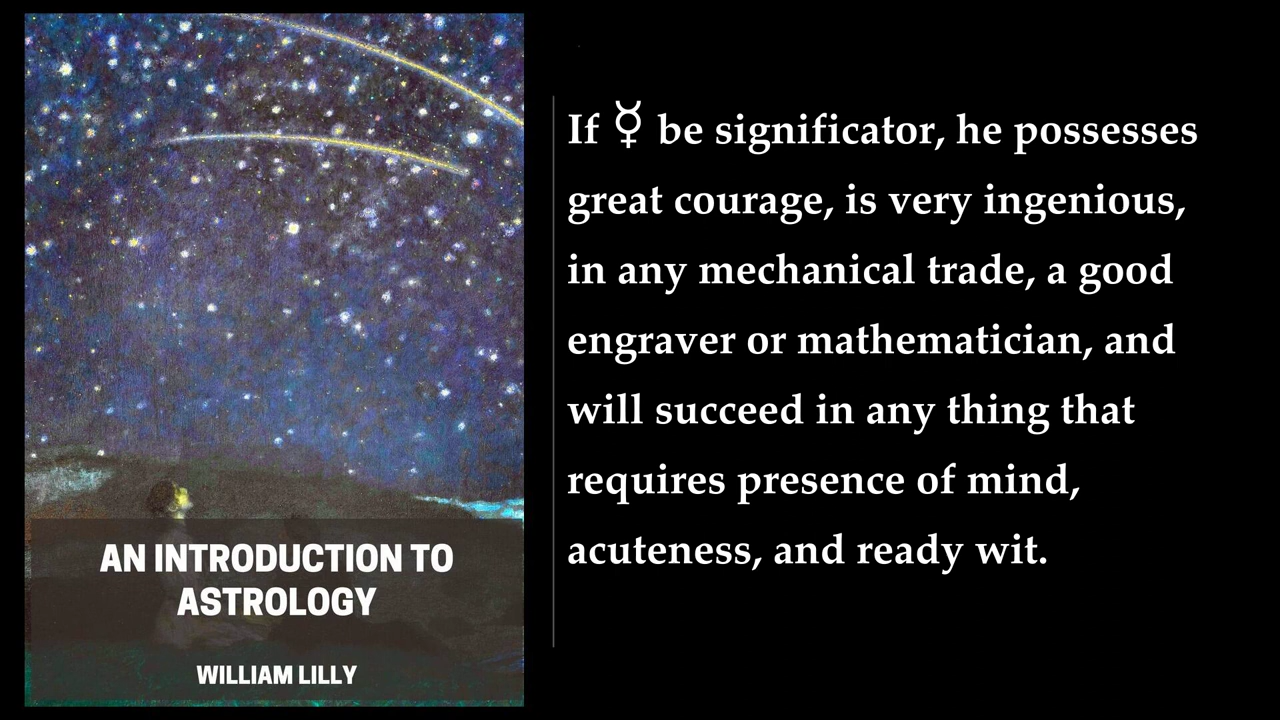 AN INTRODUCTION TO
ASTROLOGY
WILLIAM LILLY
If ☿ be significator, he possesses
great courage, is very ingenious,
in any mechanical trade, a good
engraver or mathematician, and
will succeed in any thing that
requires presence of mind,
acuteness, and ready wit.